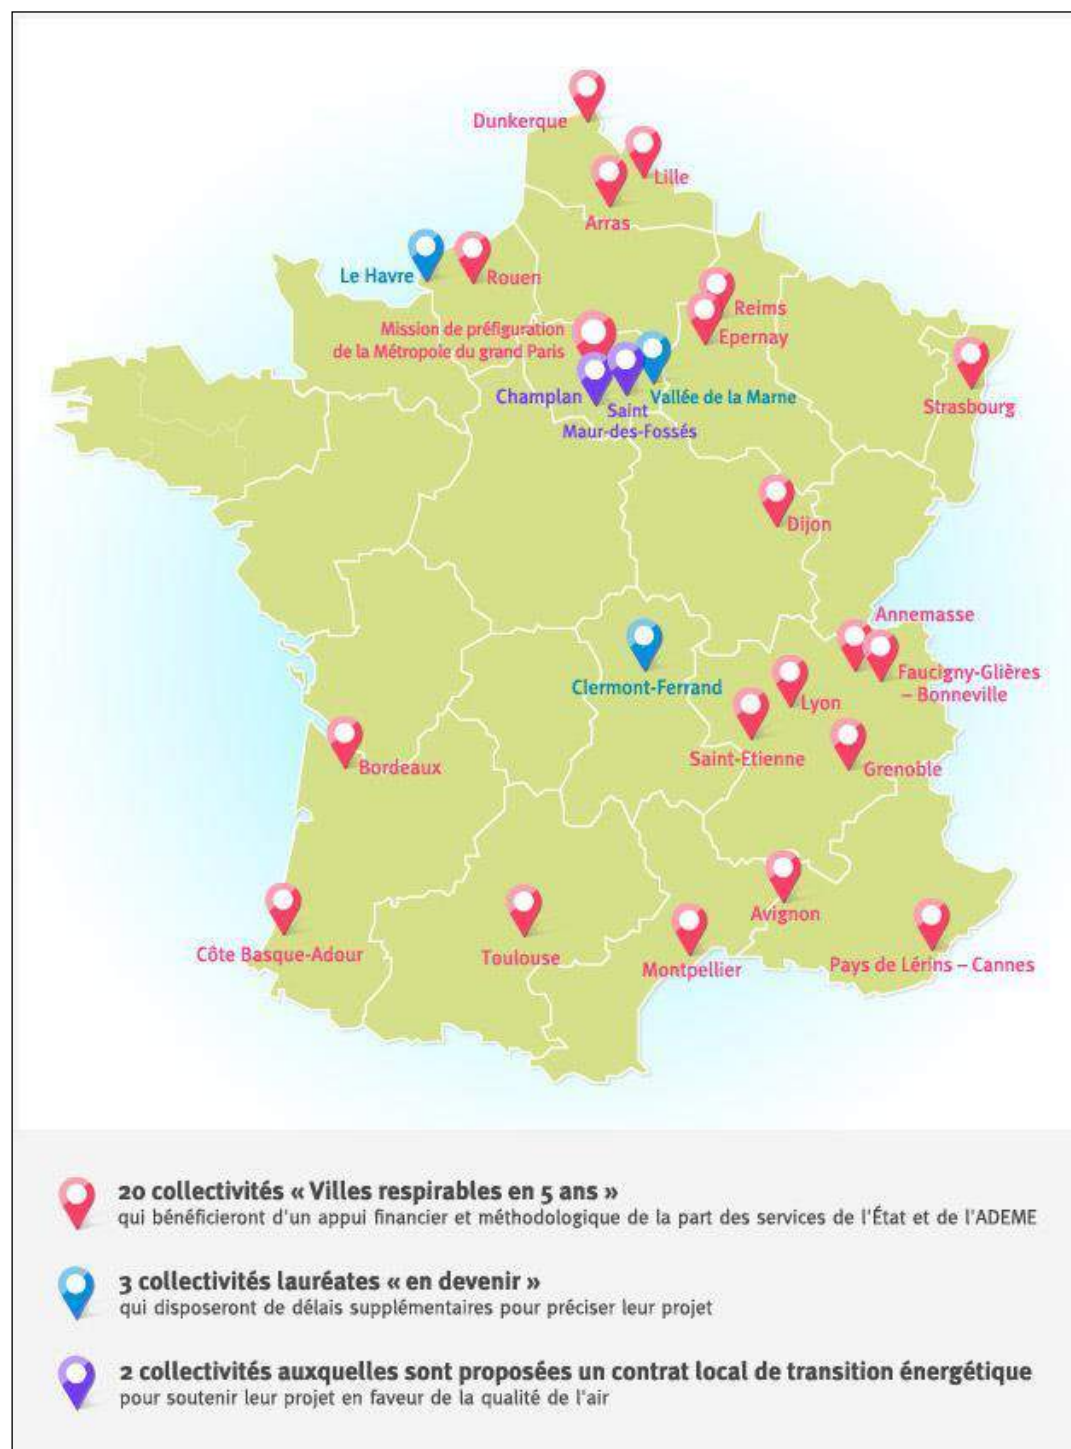 Dunkerque
Lille
Arras
Le Havre
Rouen
Reims
Mission de préfiguration
de la Métropole du grand Paris
Epernay
Champlan
Saint
Maur-des-Fossés
Vallée de la Marne
Strasbourg
Dijon
Annemasse
Faucigny-Glières
– Bonneville
Clermont-Ferrand
Lyon
Saint-Etienne
Grenoble
Bordeaux
Avignon
Côte Basque-Adour
Toulouse
Montpellier
Pays de Lérins – Cannes
20 collectivités « Villes respirables en 5 ans »
qui bénéficieront d'un appui financier et méthodologique de la part des services de l'État et de l'ADEME
3 collectivités lauréates « en devenir »
qui disposeront de délais supplémentaires pour préciser leur projet
2 collectivités auxquelles sont proposées un contrat local de transition énergétique
pour soutenir leur projet en faveur de la qualité de l'air